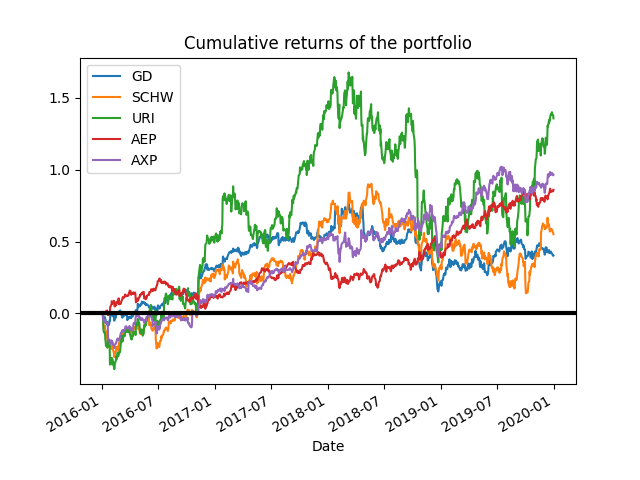 Cumulative returns of the portfolio
GD
SCHW
URI
AEP
AXP
1.5
1.0
0.5
0.0
2016-01
2016-07
2017-01
2017-07
2018-01
2018-07
2019-01
2019-07
2020-01
Date